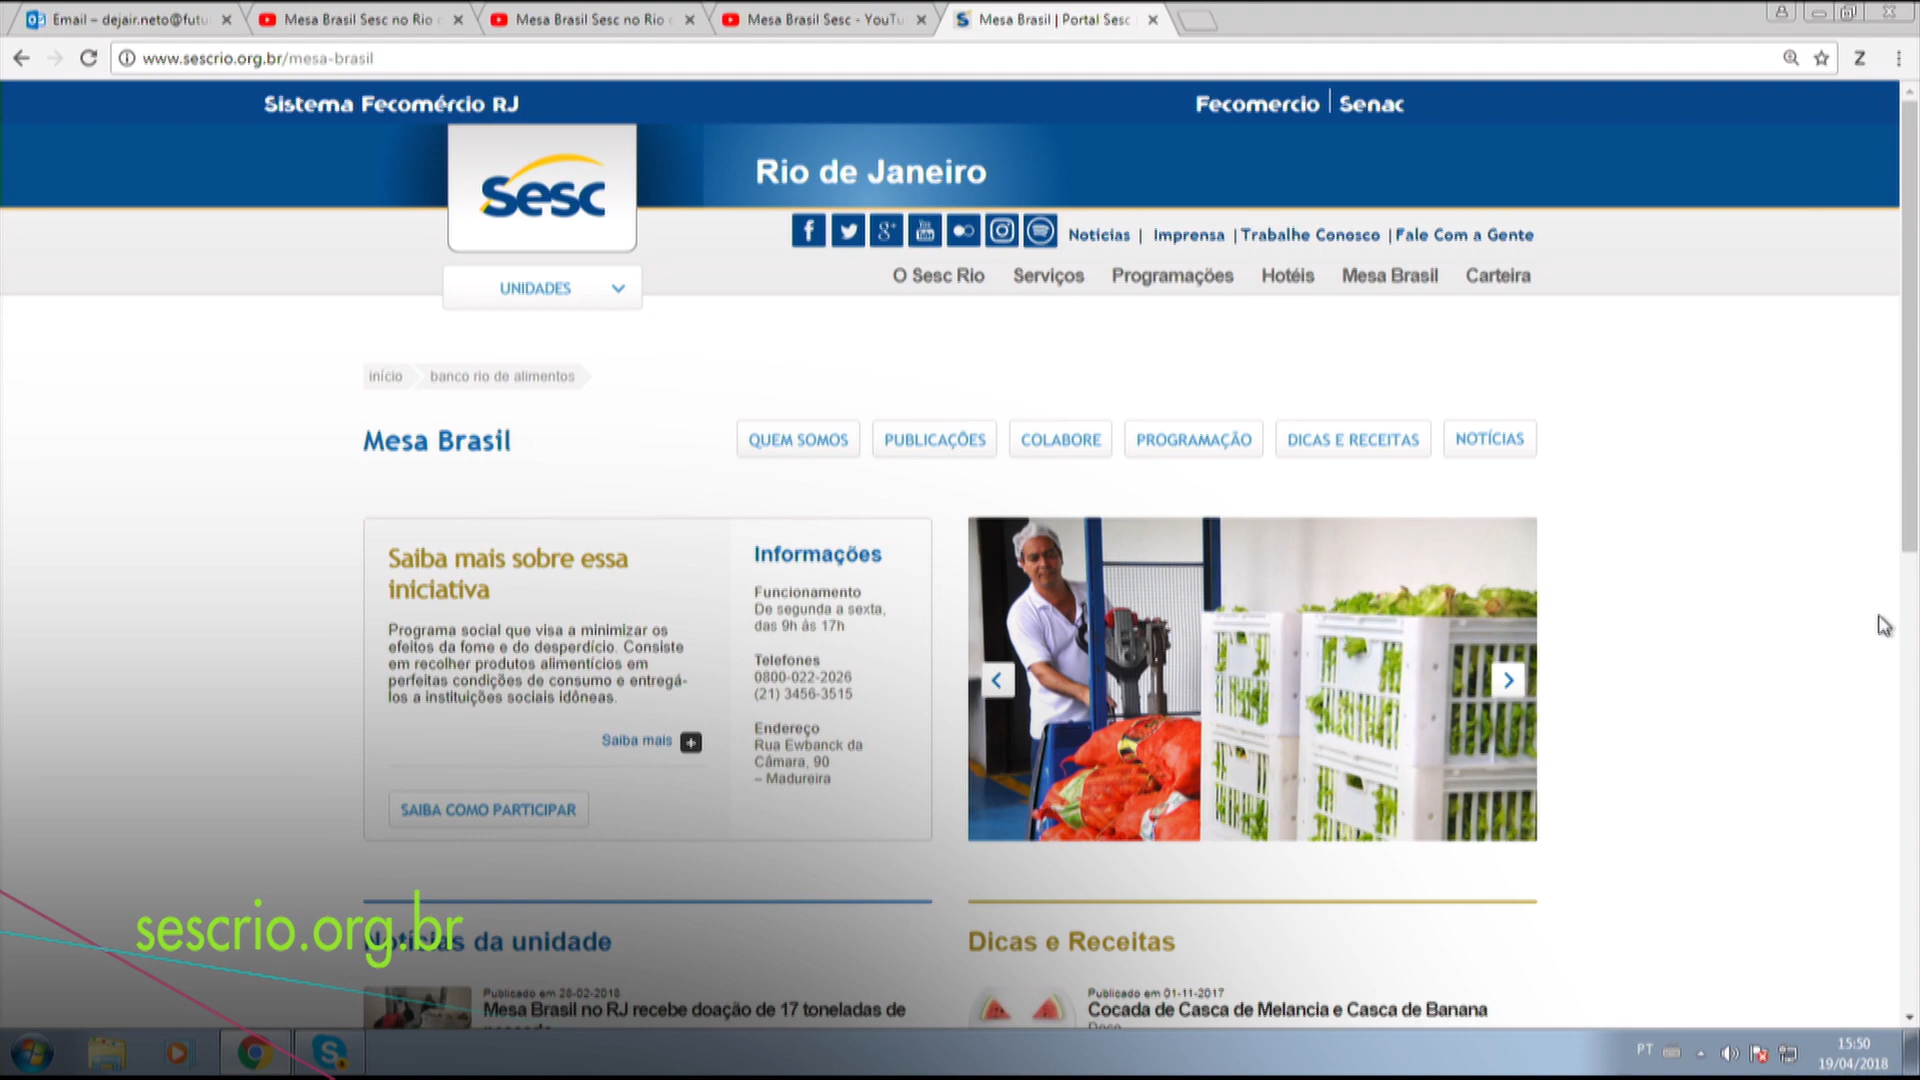 Email – dejair.neto@futu
Mesa Brasil Sesc no Rio
Mesa Brasil Sesc no Rio
Mesa Brasil Sesc - YouTu
Mesa Brasil | Portal Sesc
www.sescrio.org.br/mesa-brasil
Z
Sistema Fecomércio RJ
Fecomercio | Senac
Sesc
Rio de Janeiro
Notícias | Imprensa | Trabalhe Conosco | Fale Com a Gente
UNIDADES
O Sesc Rio Serviços Programações Hotéis Mesa Brasil Carteira
início banco rio de alimentos
Mesa Brasil
QUEM SOMOS PUBLICAÇÕES COLABORE PROGRAMAÇÃO DICAS E RECEITAS NOTÍCIAS
Saiba mais sobre essa
iniciativa
Programa social que visa a minimizar os
efeitos da fome e do desperdício. Consiste
em recolher produtos alimentícios em
perfeitas condições de consumo e entregá-
los a instituições sociais idôneas.
Saiba mais
SAIBA COMO PARTICIPAR
Informações
Funcionamento
De segunda a sexta,
das 9h às 17h
Telefones
0800-022-2026
(21) 3456-3515
Endereço
Rua Ewbanck da
Câmara, 90
– Madureira
sescrio.org.br
Notícias da unidade
Publicado em 28-02-2018
Mesa Brasil no RJ recebe doação de 17 toneladas de
pescado
Dicas e Receitas
Publicado em 01-11-2017
Cocada de Casca de Melancia e Casca de Banana
Doce
PT
15:50
19/04/2018